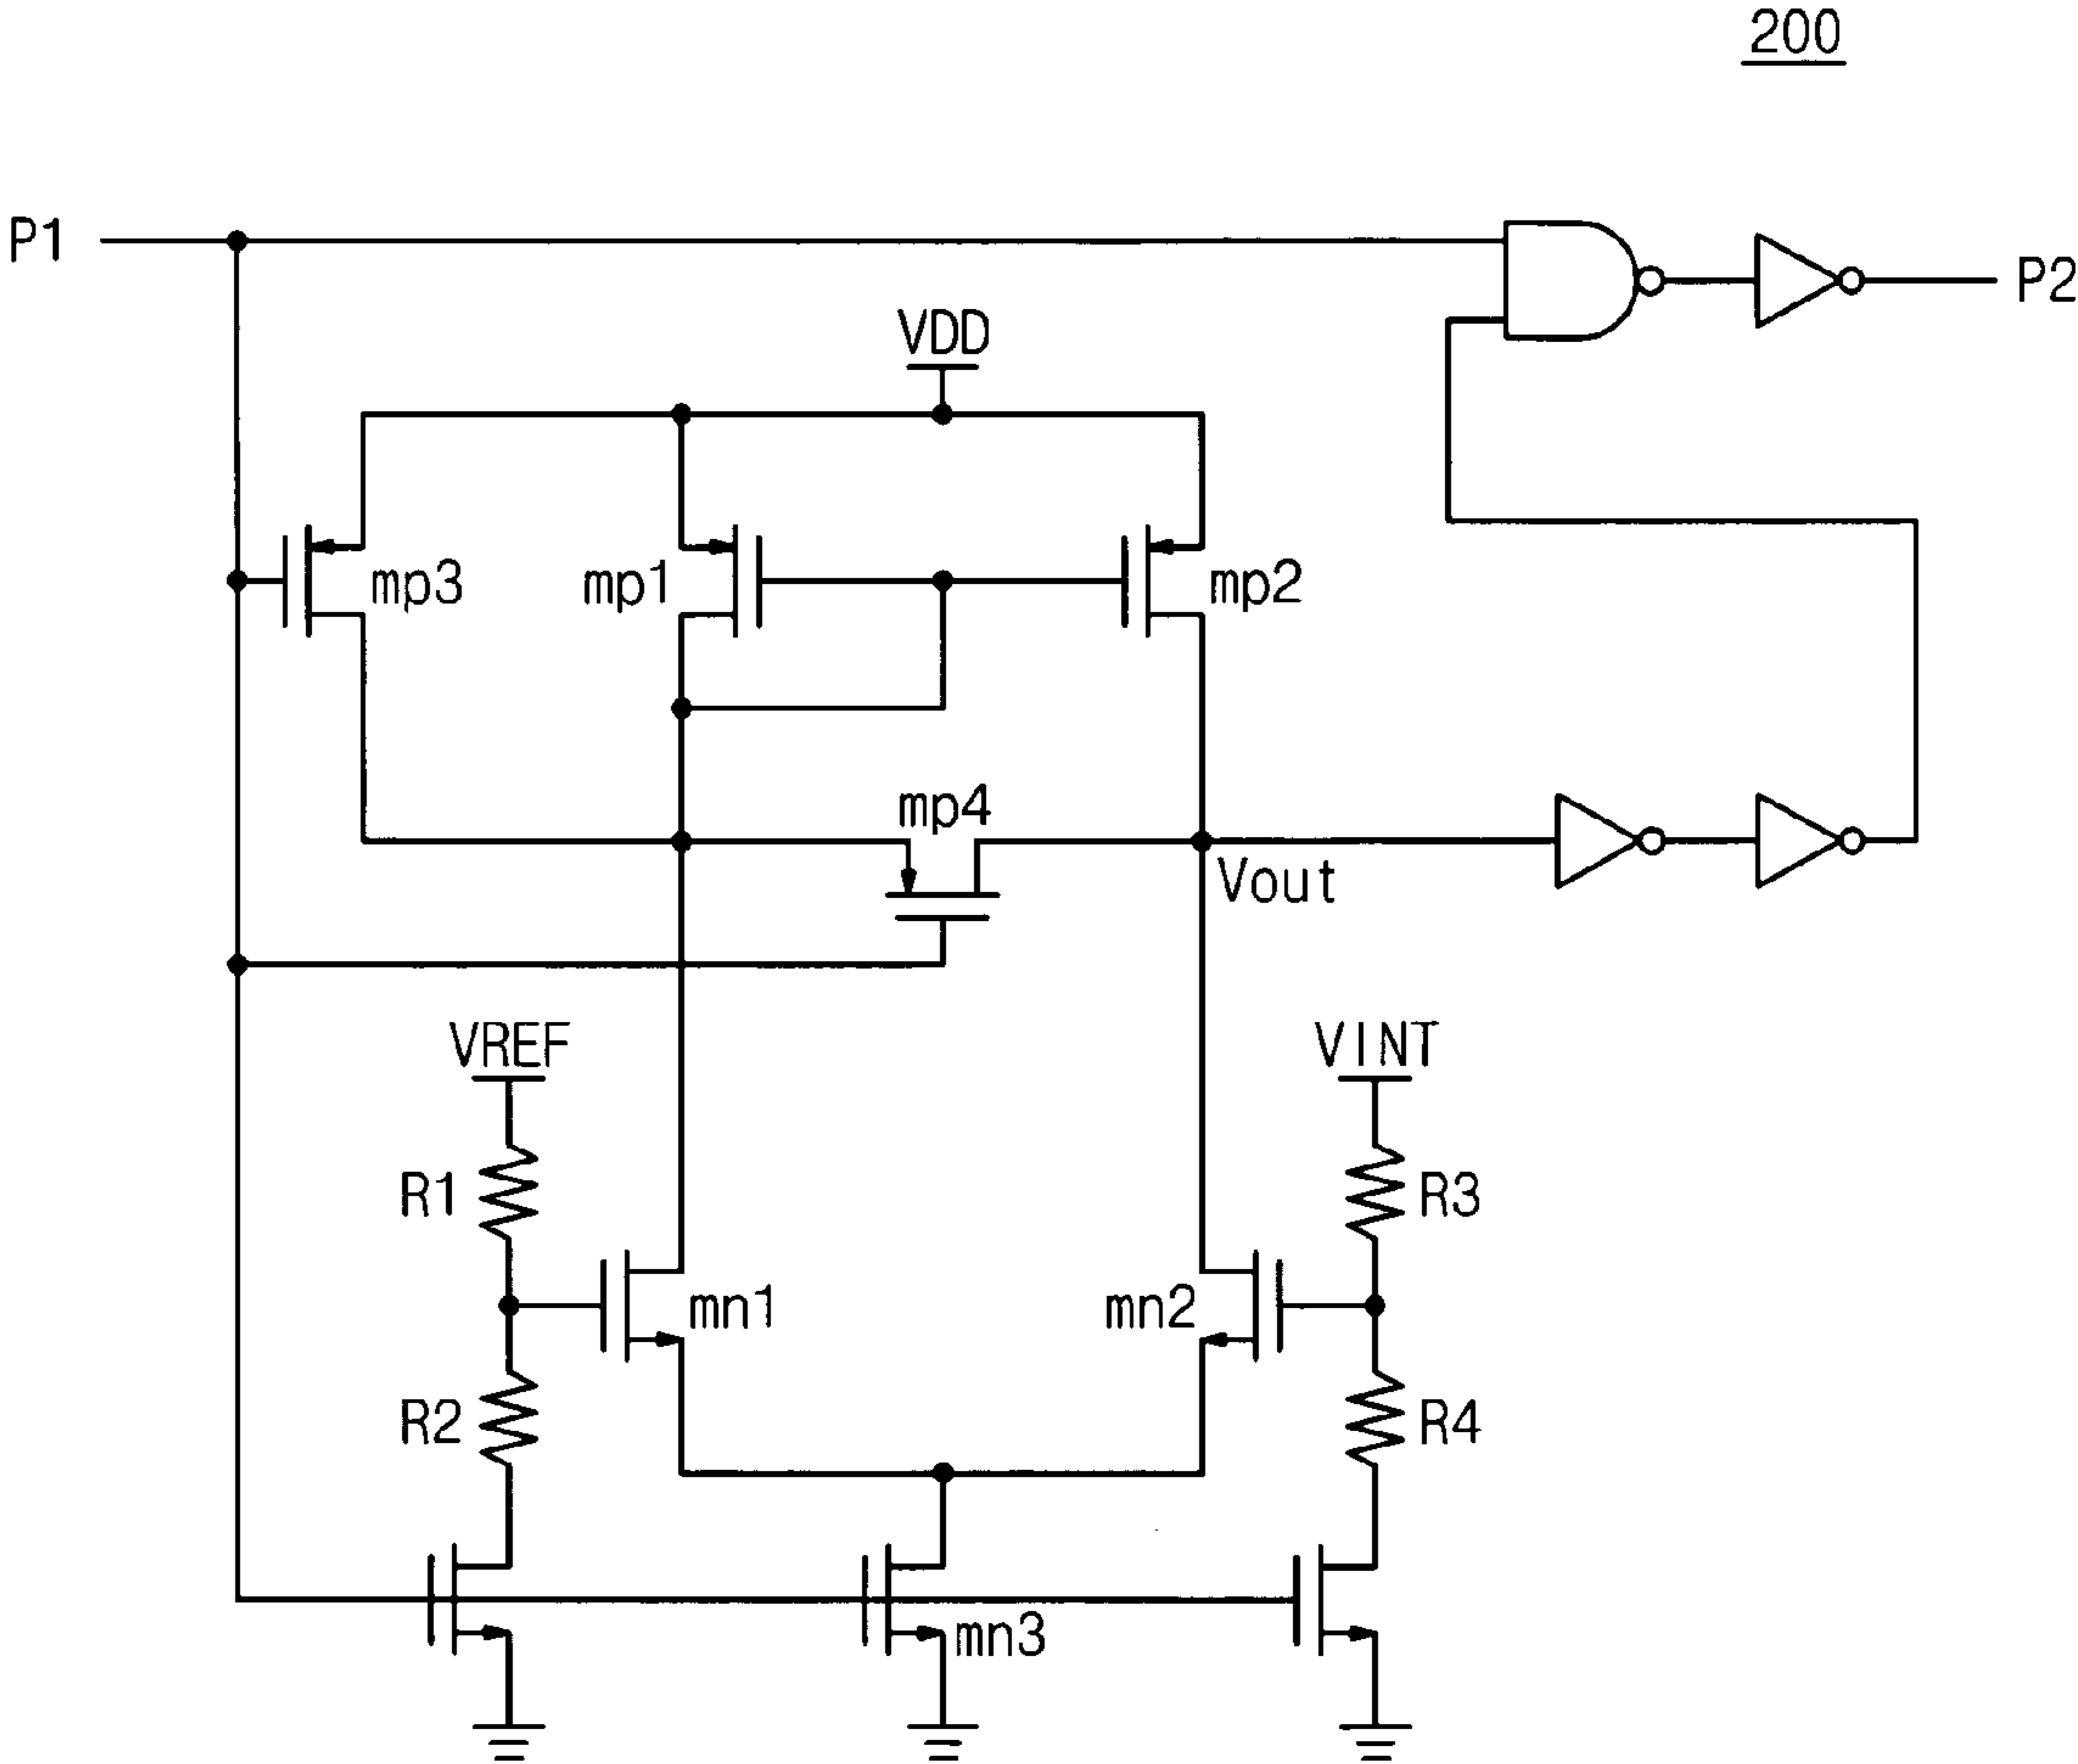 200
P1
P2
VDD
mp3
mp1
mp2
mp4
Vout
VREF
VINT
R1
R3
mn1
mn2
R2
R4
mn3